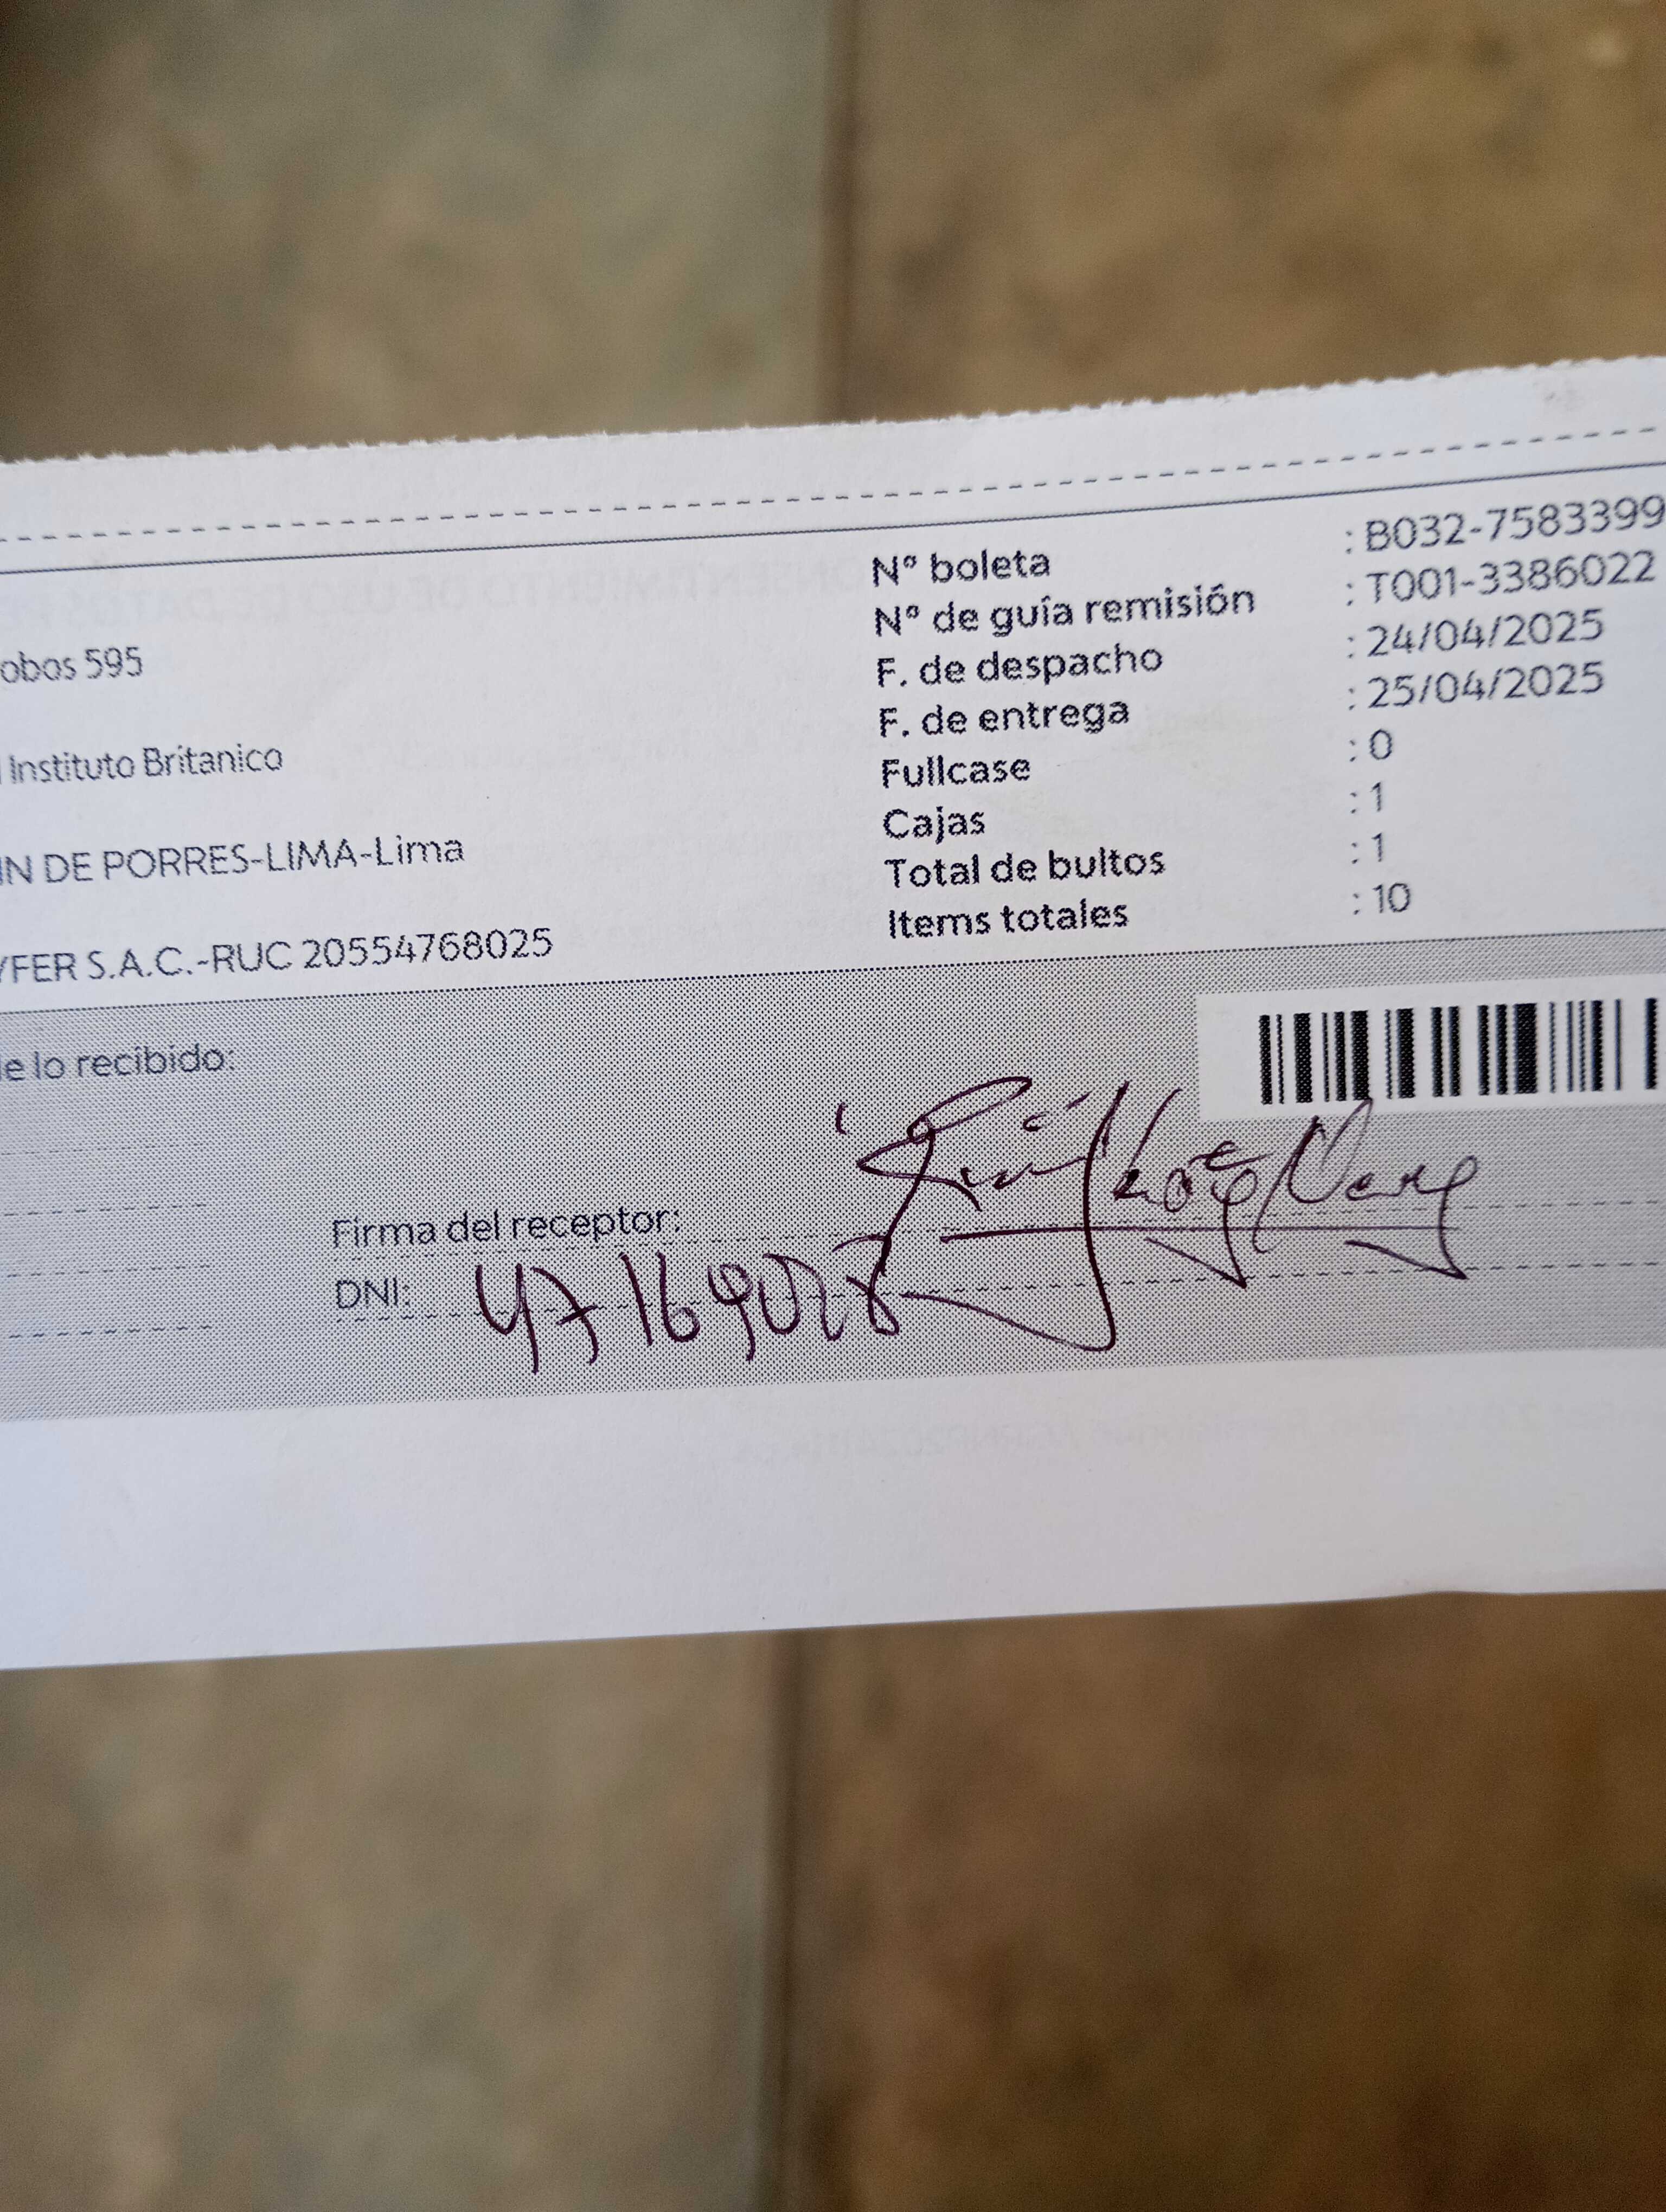 N° boleta : B032-7583399
N° de guía remisión : T001-3386022
obos 595 F. de despacho : 24/04/2025
F. de entrega : 25/04/2025
Instituto Britanico Fullcase : 0
Cajas : 1
IN DE PORRES-LIMA-Lima Total de bultos : 1
Items totales : 10
YFER S.A.C.-RUC 20554768025
e lo recibido:
Firma del receptor:
DNI: 47169028